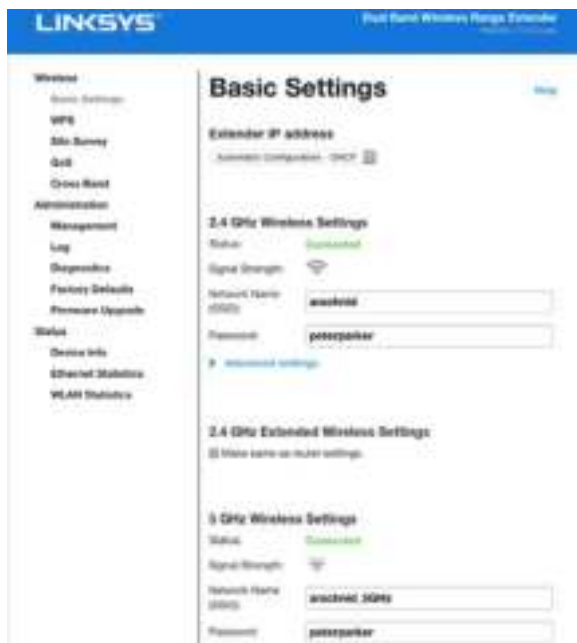 LINKSYS
Dual Band Wireless Range Extender
Wireless
Basic Settings
Basic Settings
Help
WPS
Site Survey
Extender IP address
QoS
Automatic Configuration - DHCP
Cross Band
Administration
Management
2.4 GHz Wireless Settings
Log
Status: Connected
Diagnostics
Signal Strength:
Factory Defaults
Network Name (SSID):
Firmware Upgrade
Status
Password: peterparker
Device Info
Advanced settings
Ethernet Statistics
WLAN Statistics
2.4 GHz Extended Wireless Settings
Make same as router settings.
5 GHz Wireless Settings
Status: Connected
Signal Strength:
Network Name (SSID):
Password: peterparker